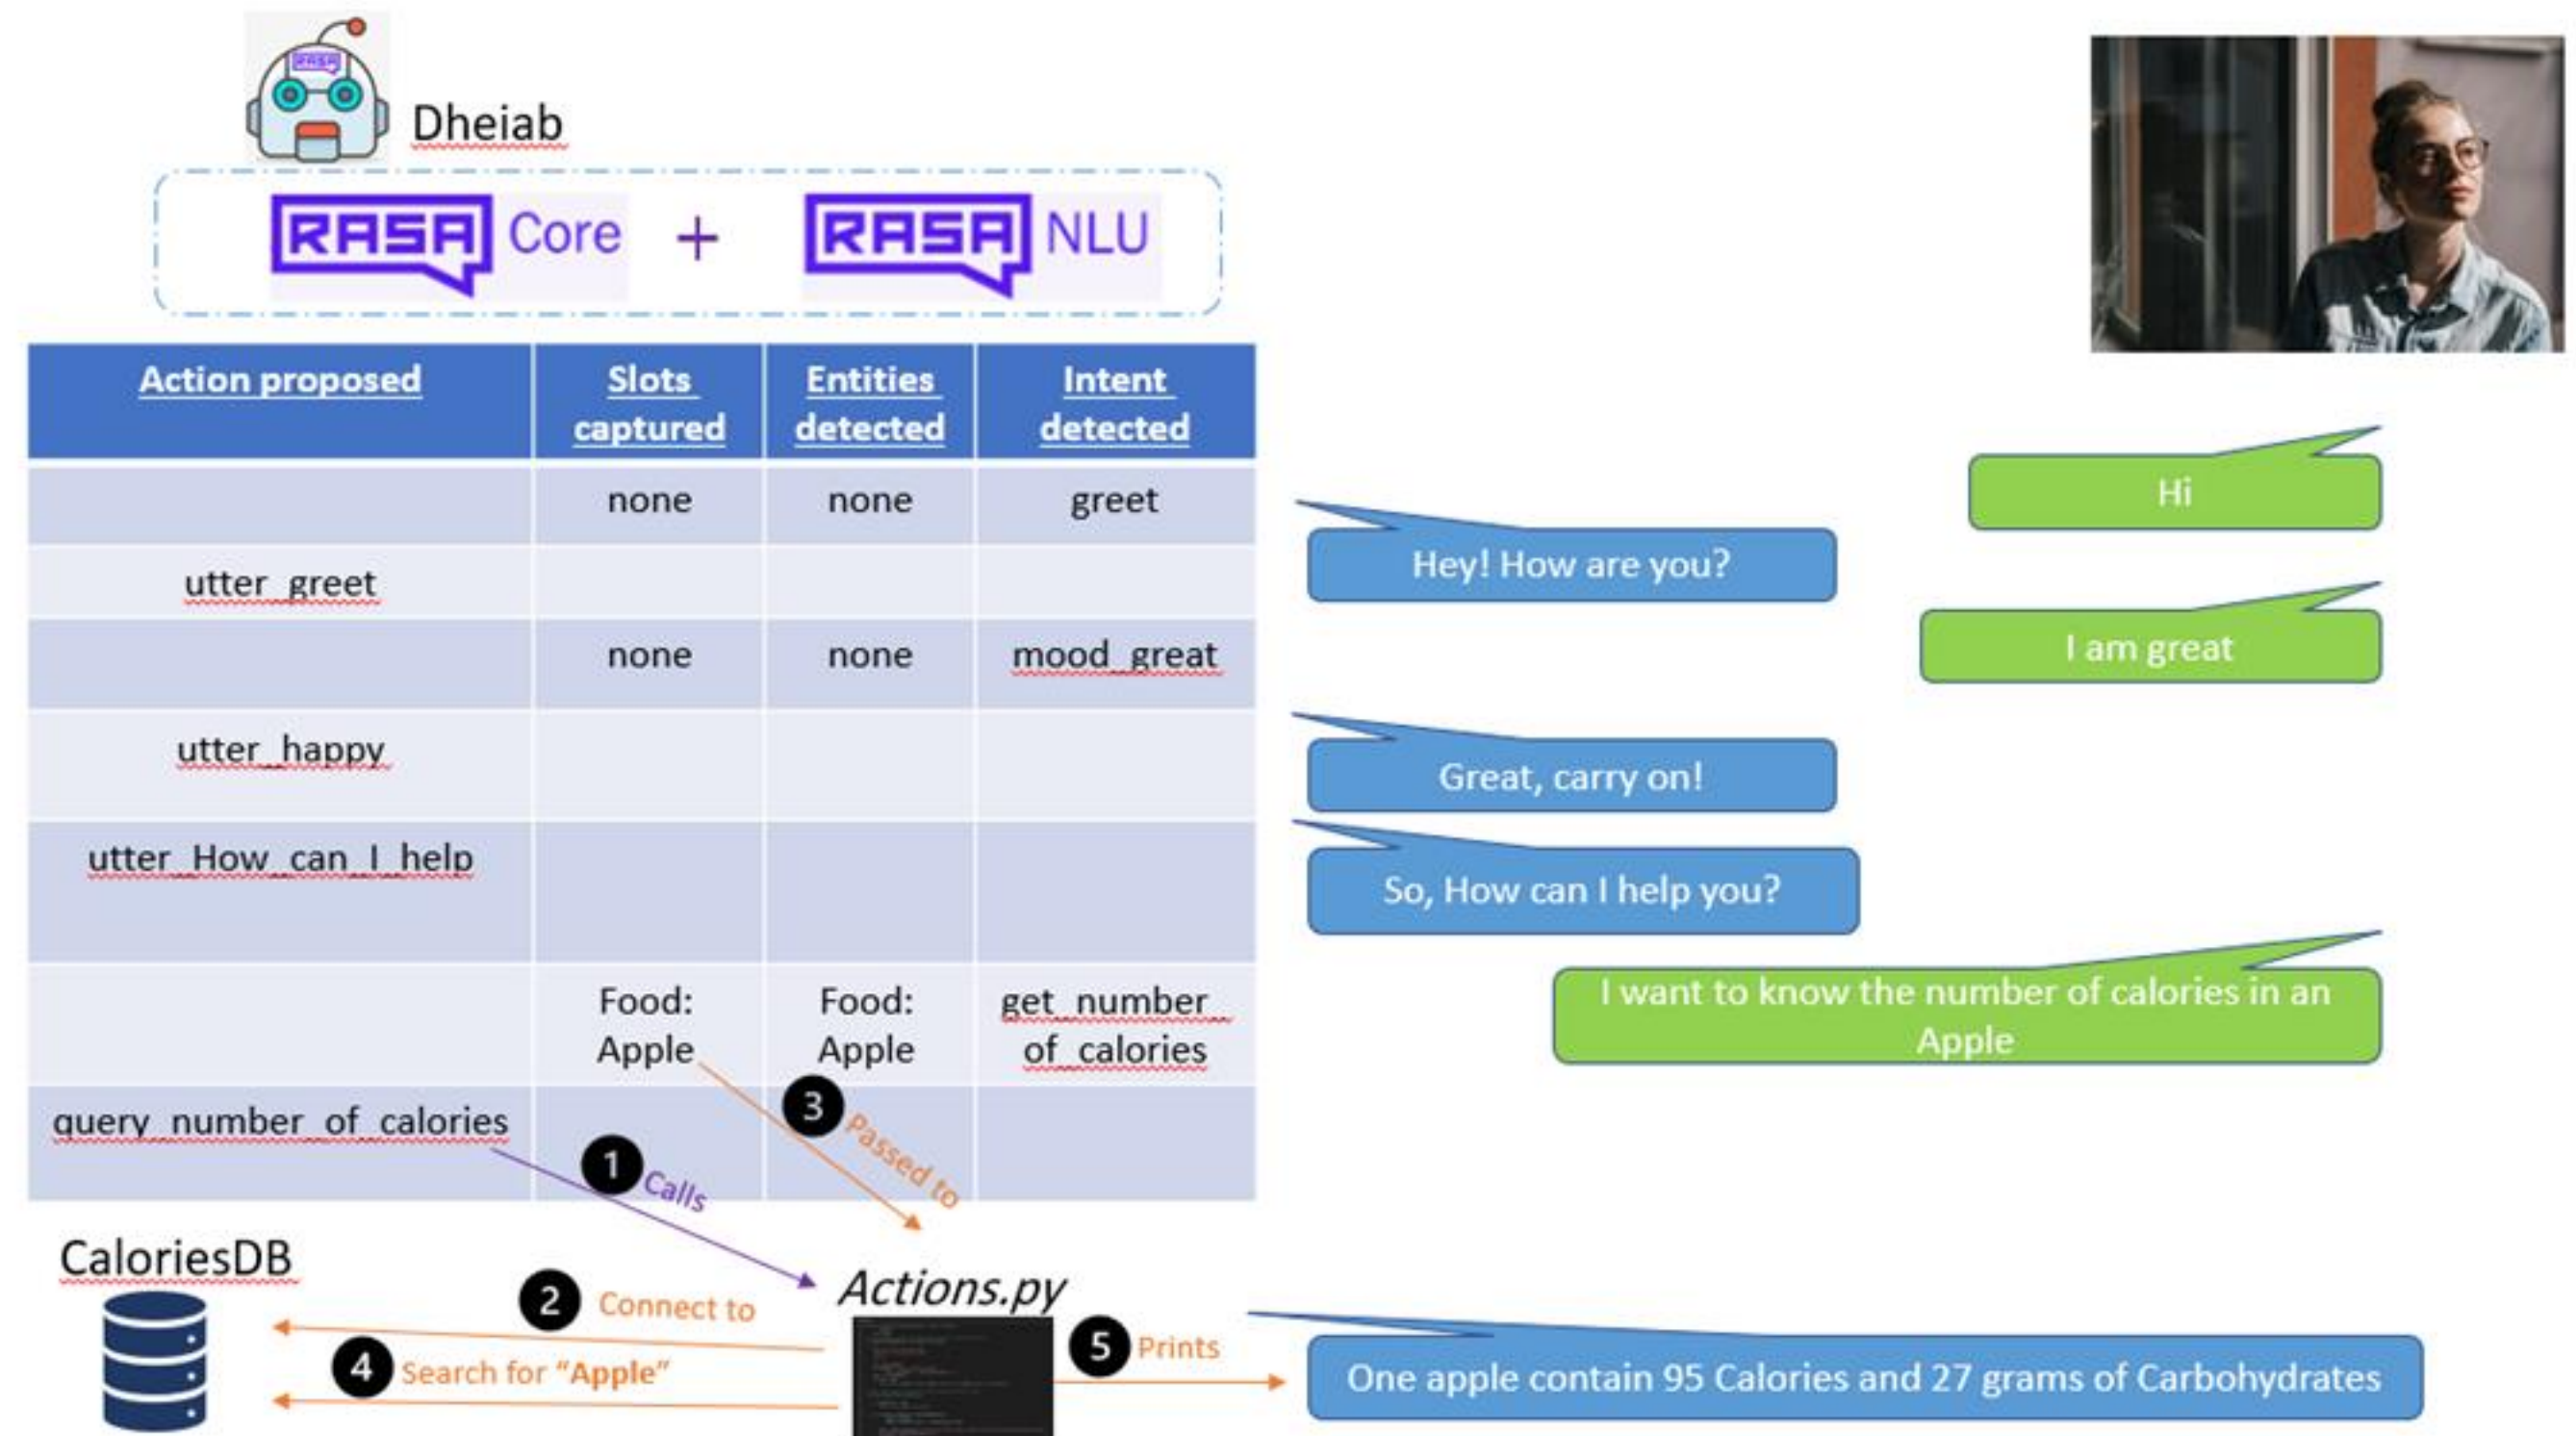 RASA
Dheiab
RASA Core + RASA NLU
Action proposed
Slots
captured
Entities
detected
Intent
detected
none
none
greet
Hi
Hey! How are you?
utter_greet
none
none
mood_great
I am great
utter_happy
Great, carry on!
utter_How_can_I_help
So, How can I help you?
Food:
Apple
Food:
Apple
get_number_
of_calories
I want to know the number of calories in an
Apple
query_number_of_calories
1 Calls
3 Passed to
CaloriesDB
Actions.py
2 Connect to
4 Search for “Apple”
5 Prints
One apple contain 95 Calories and 27 grams of Carbohydrates